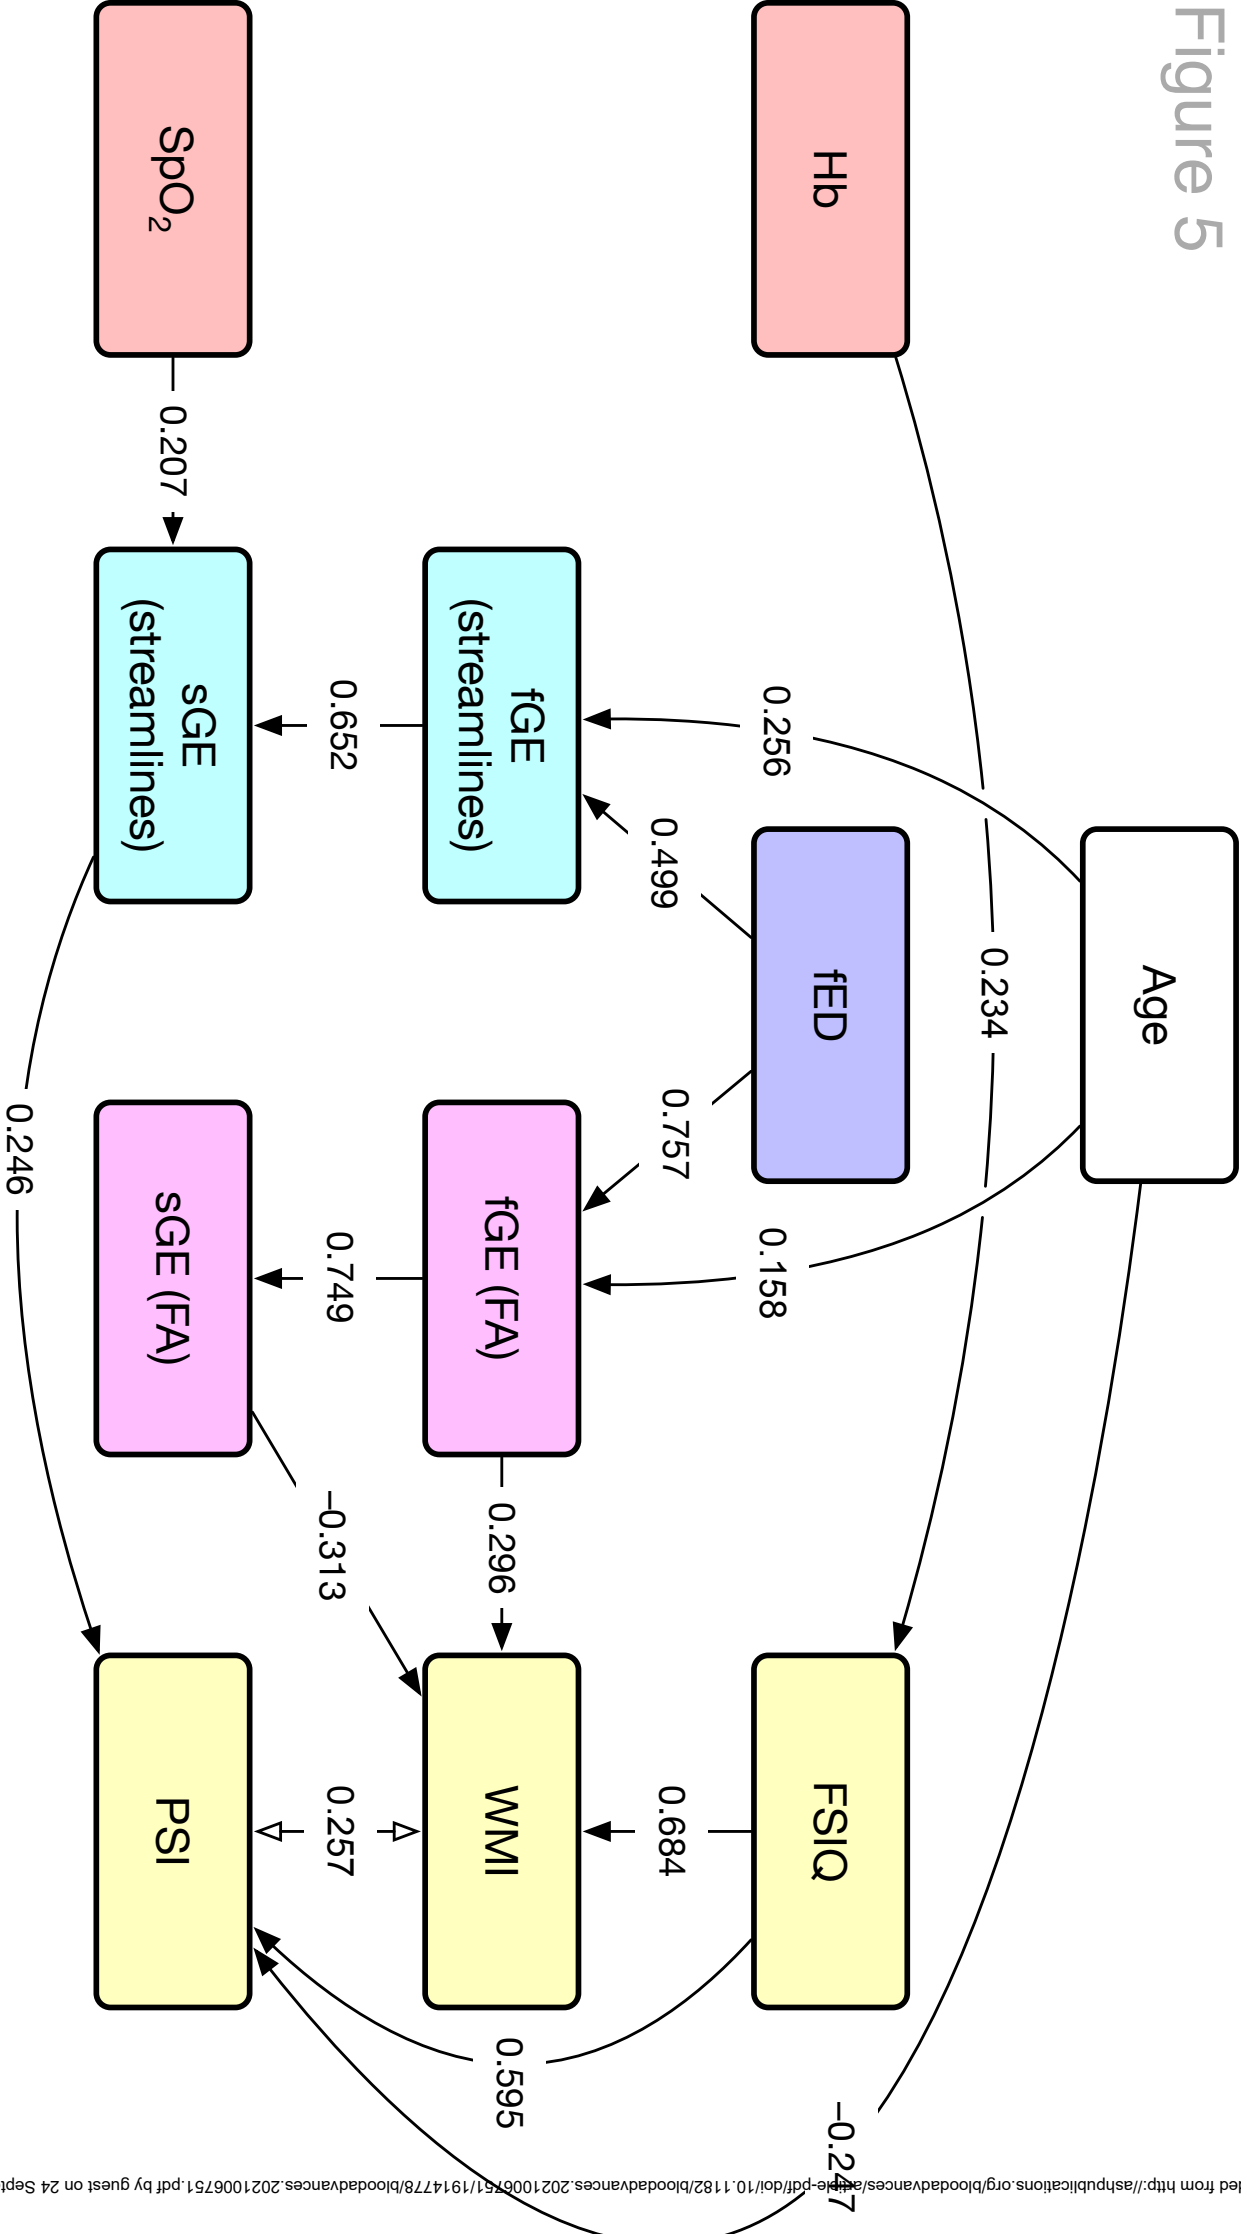 Figure 5
Age
0.256
0.234
0.158
−0.247
Hb
fED
FSIQ
0.499
0.757
0.684
fGE
(streamlines)
fGE (FA)
0.296
WMI
0.595
0.652
0.749
−0.313
0.257
SpO2
0.207
sGE
(streamlines)
sGE (FA)
PSI
0.246
ded from http://ashpublications.org/bloodadvances/article-pdf/doi/10.1182/bloodadvances.2021006751/1914778/bloodadvances.2021006751.pdf by guest on 24 Sept